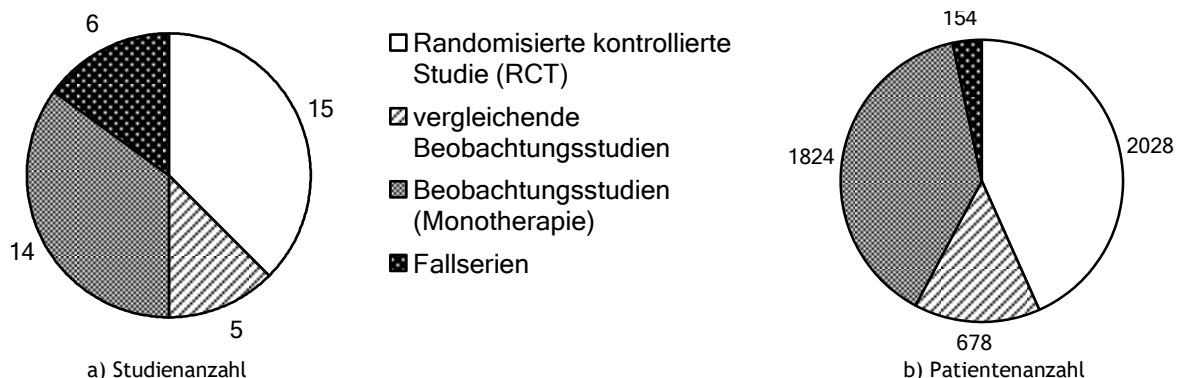 6
15
14
5
a) Studienanzahl
Randomisierte kontrollierte
Studie (RCT)
vergleichende
Beobachtungsstudien
Beobachtungsstudien
(Monotherapie)
Fallserien
154
1824
2028
678
b) Patientenanzahl